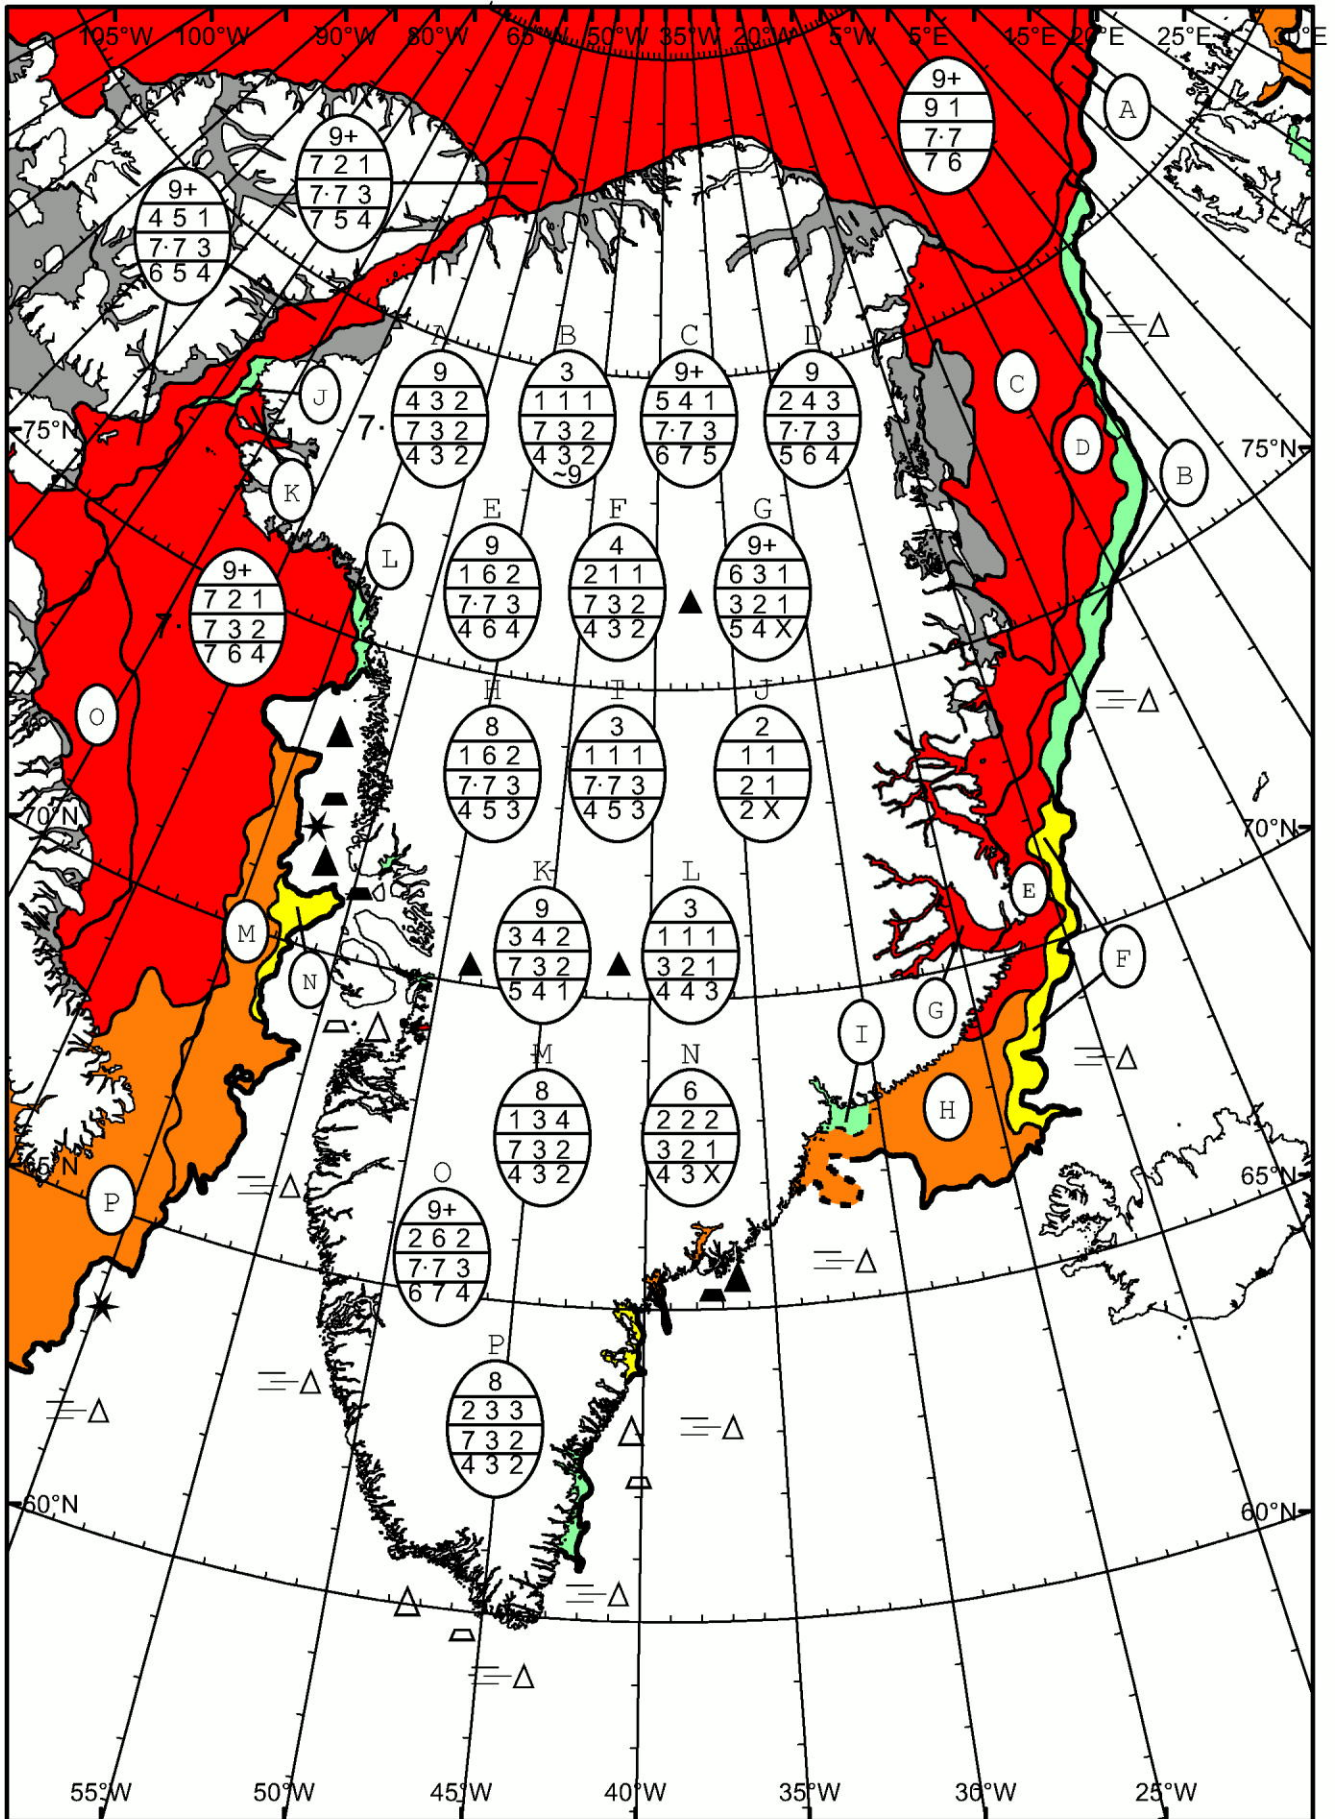 105°W 100°W 90°W 80°W 65°W 50°W 35°W 20°W 5°W 5°E 15°E 20°E 25°E 30°E
A
9+
9 1
7·7
7 6
9+
7 2 1
7·7 3
7 5 4
9+
4 5 1
7·7 3
6 5 4
J
K
L
C
D
B
75°N
75°N
A
7·
9
4 3 2
7 3 2
4 3 2
B
3
1 1 1
7 3 2
4 3 2
~9
C
9+
5 4 1
7·7 3
6 7 5
D
9
2 4 3
7·7 3
5 6 4
E
9
1 6 2
7·7 3
4 6 4
F
4
2 1 1
7 3 2
4 3 2
G
9+
6 3 1
3 2 1
5 4 X
7·
9+
7 2 1
7 3 2
7 6 4
O
H
8
1 6 2
7·7 3
4 5 3
I
3
1 1 1
7·7 3
4 5 3
J
2
1 1
2 1
2 X
70°N
70°N
E
F
G
I
H
M
N
K
9
3 4 2
7 3 2
5 4 1
L
3
1 1 1
3 2 1
4 4 3
M
8
1 3 4
7 3 2
4 3 2
N
6
2 2 2
3 2 1
4 3 X
65°N
65°N
P
O
9+
2 6 2
7·7 3
6 7 4
P
8
2 3 3
7 3 2
4 3 2
60°N
60°N
55°W 50°W 45°W 40°W 35°W 30°W 25°W